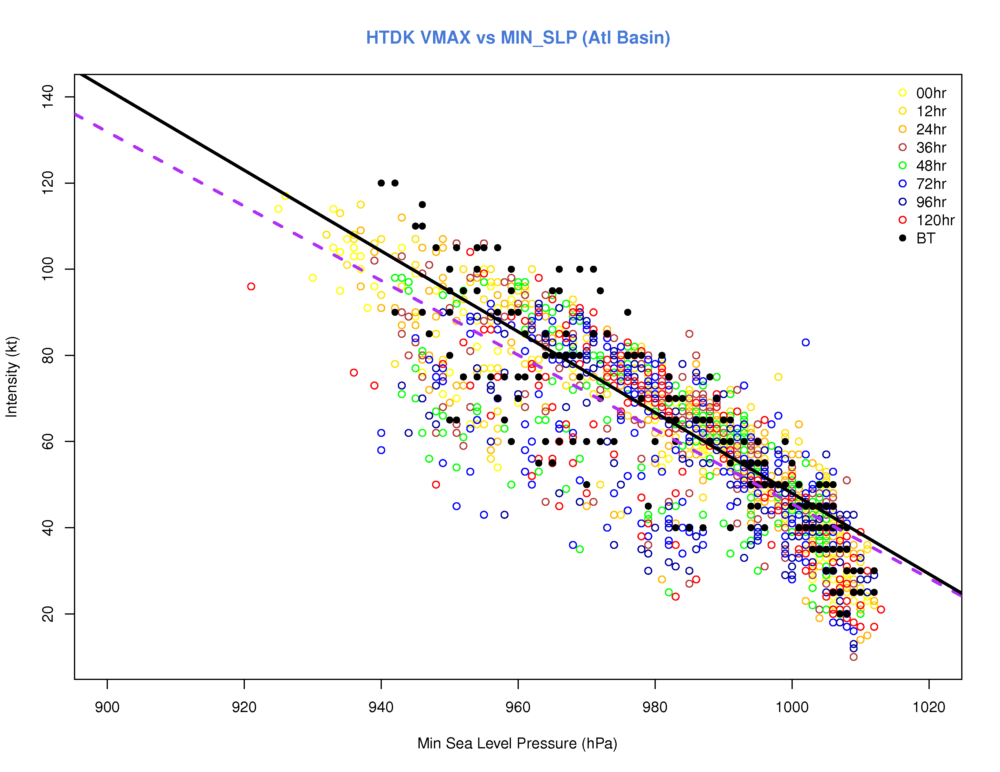 HTDK VMAX vs MIN_SLP (Atl Basin)
00hr
12hr
24hr
36hr
48hr
72hr
96hr
120hr
BT
Intensity (kt)
140
120
100
80
60
40
20
900 920 940 960 980 1000 1020
Min Sea Level Pressure (hPa)